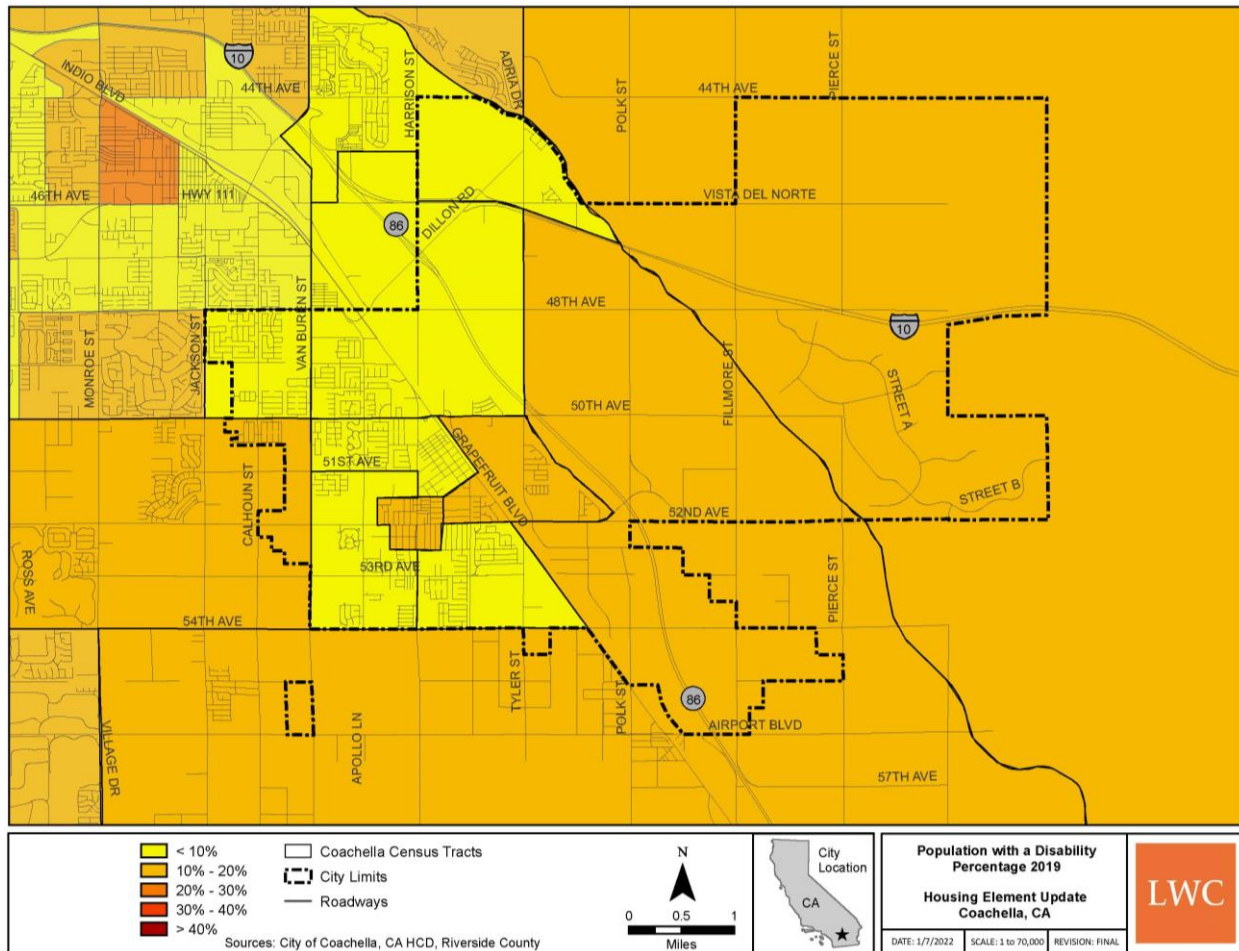 10
44TH AVE
INDIO BLVD
HARRISON ST
ADRIA DR
POLK ST
PIERCE ST
44TH AVE
46TH AVE
HWY 111
VISTA DEL NORTE
86
DILLON RD
VAN BUREN ST
48TH AVE
10
MONROE ST
JACKSON ST
FILLMORE ST
STREET A
50TH AVE
GRAPEFRUIT BLVD
51ST AVE
CALHOUN ST
STREET B
52ND AVE
ROSS AVE
53RD AVE
PIERCE ST
54TH AVE
TYLER ST
POLK ST
86
AIRPORT BLVD
VILLAGE DR
APOLLO LN
57TH AVE
< 10%
10% - 20%
20% - 30%
30% - 40%
> 40%
Coachella Census Tracts
City Limits
Roadways
Sources: City of Coachella, CA HCD, Riverside County
N
0 0.5 1
Miles
City
Location
CA
Population with a Disability
Percentage 2019
Housing Element Update
Coachella, CA
DATE: 1/7/2022
SCALE: 1 to 70,000
REVISION: FINAL
LWC